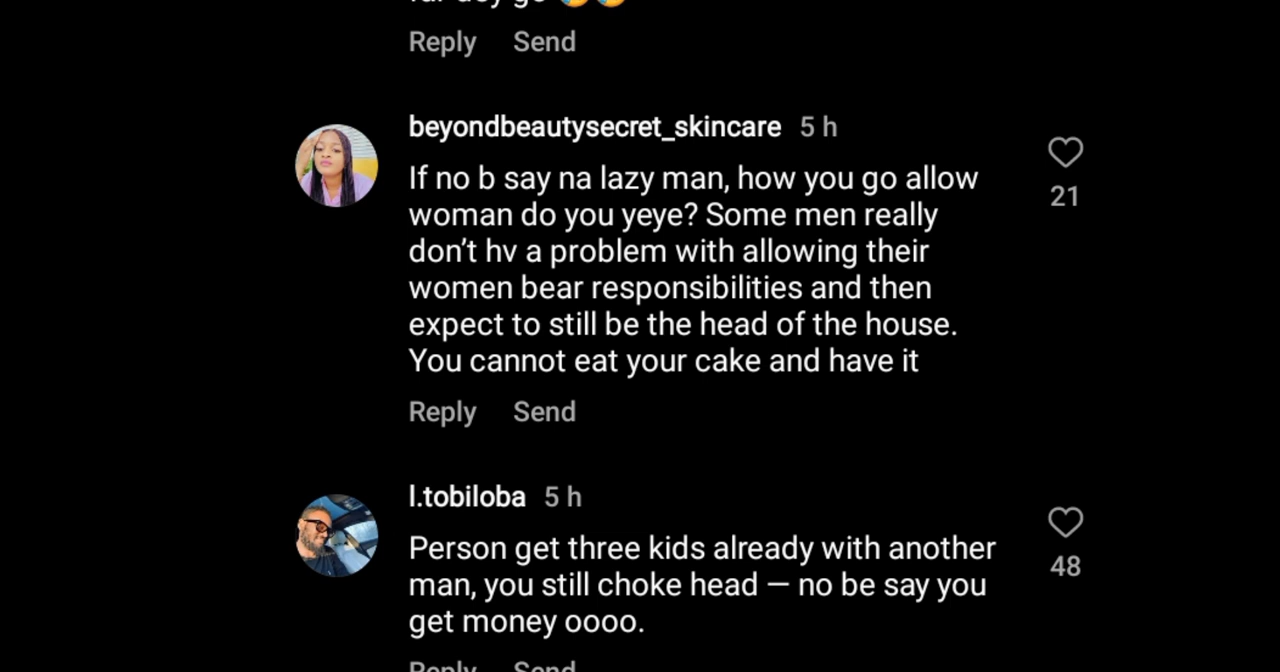 Reply Send
beyondbeautysecret_skincare 5 h
If no b say na lazy man, how you go allow
woman do you yeye? Some men really
don’t hv a problem with allowing their
women bear responsibilities and then
expect to still be the head of the house.
You cannot eat your cake and have it
21
Reply Send
l.tobiloba 5 h
Person get three kids already with another
man, you still choke head — no be say you
get money oooo.
48
Reply Send